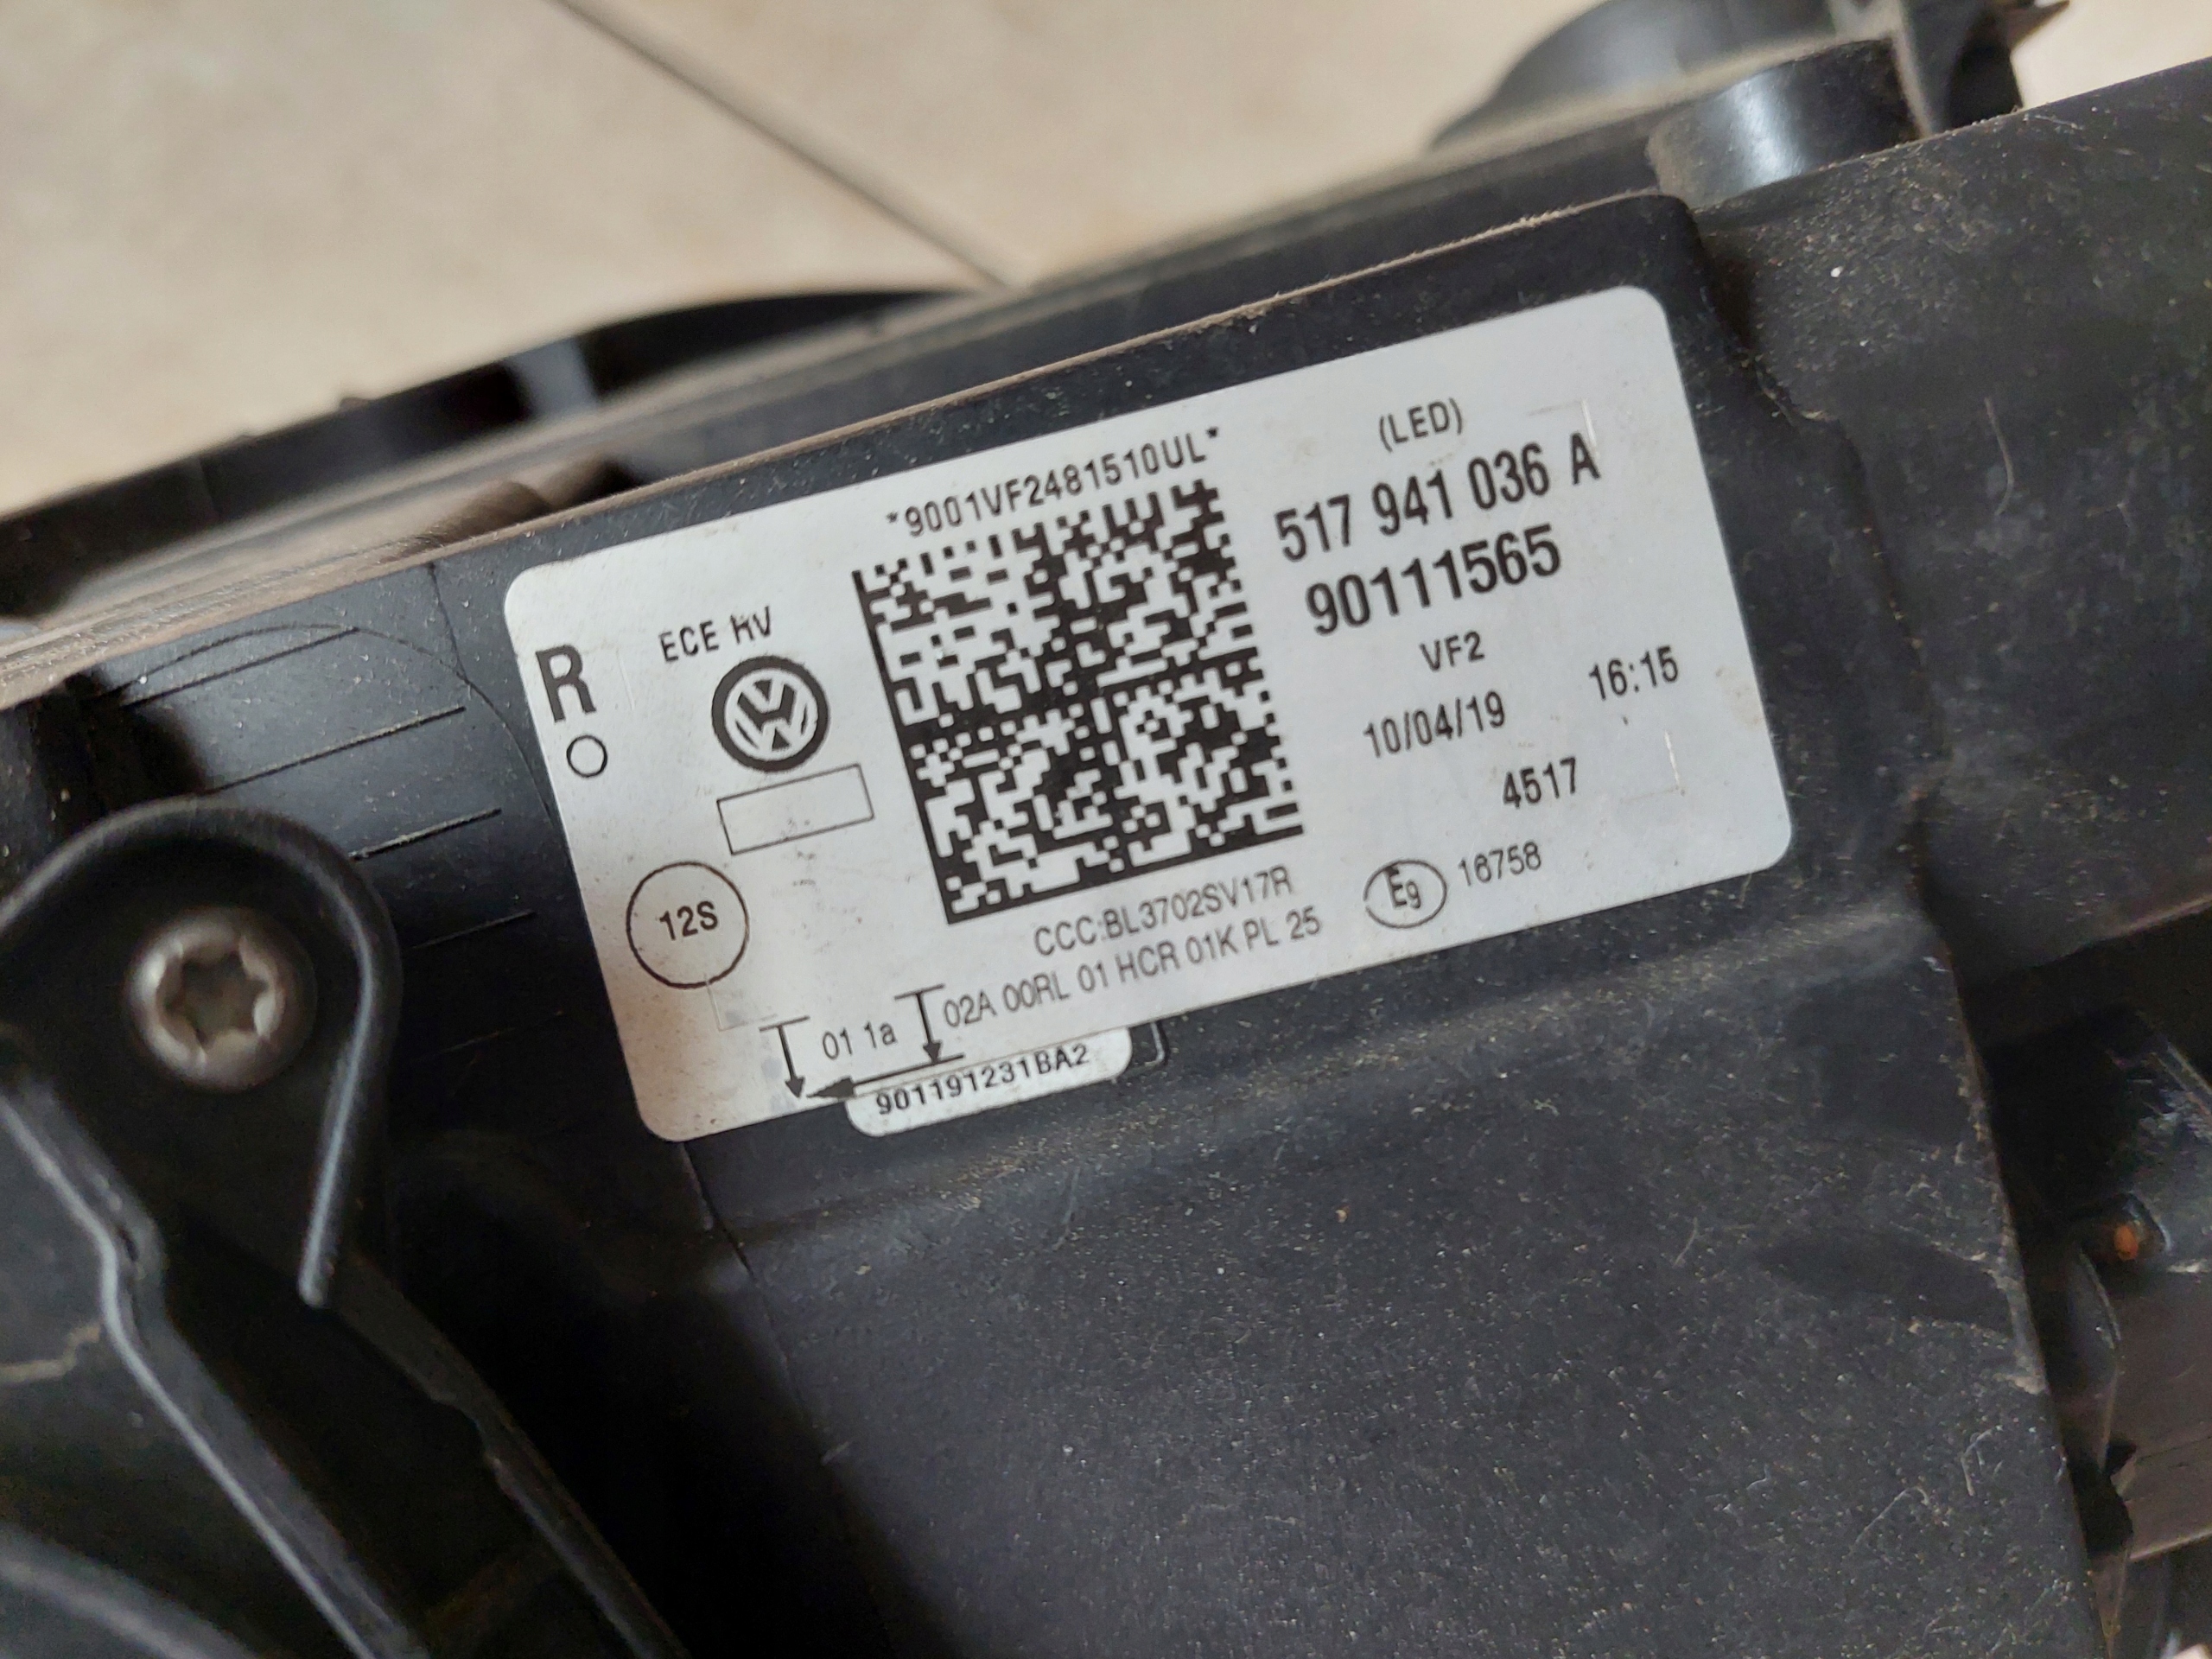 *9001VF2481510UL*
(LED)
517 941 036 A
90111565
VF2
10/04/19 16:15
4517
R
ECE RV
12S
CCC:BL3702SV17R
E9 16758
01 1a
02A 00RL 01 HCR 01K PL 25
901191231BA2